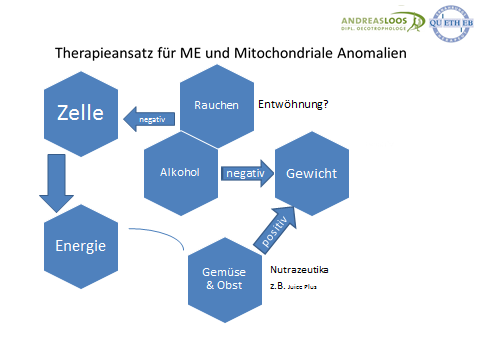 ANDREASLOOS
DIPL. OECOTROPHOLOGE
QU ETH EB
Therapieansatz für ME und Mitochondriale Anomalien
Zelle
negativ
Rauchen
Entwöhnung?
Alkohol
negativ
Gewicht
Energie
positiv
Gemüse
& Obst
Nutrazeutika
z.B. Juice Plus